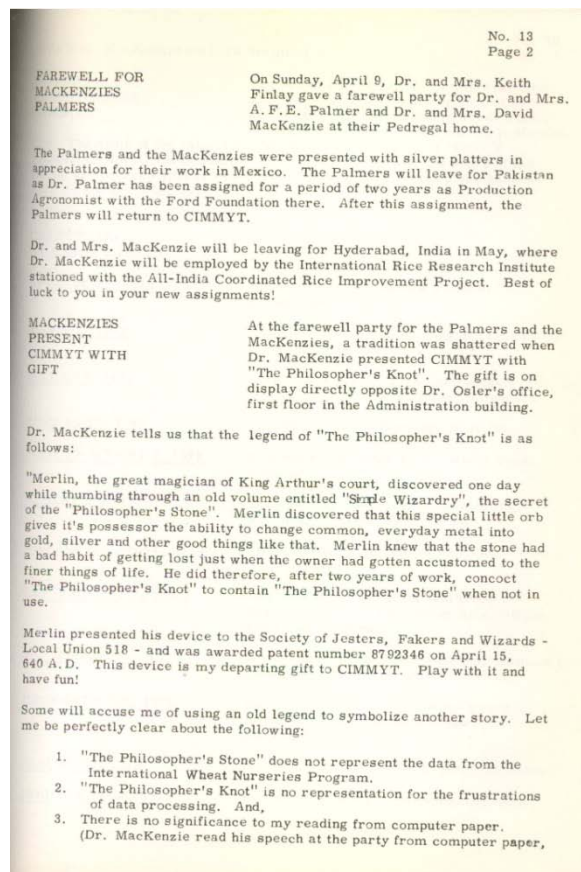 No. 13
Page 2
FAREWELL FOR
MACKENZIES
PALMERS
On Sunday, April 9, Dr. and Mrs. Keith
Finlay gave a farewell party for Dr. and Mrs.
A. F. E. Palmer and Dr. and Mrs. David
MacKenzie at their Pedregal home.
The Palmers and the MacKenzies were presented with silver platters in
appreciation for their work in Mexico. The Palmers will leave for Pakistan
as Dr. Palmer has been assigned for a period of two years as Production
Agronomist with the Ford Foundation there. After this assignment, the
Palmers will return to CIMMYT.
Dr. and Mrs. MacKenzie will be leaving for Hyderabad, India in May, where
Dr. MacKenzie will be employed by the International Rice Research Institute
stationed with the All-India Coordinated Rice Improvement Project. Best of
luck to you in your new assignments!
MACKENZIES
PRESENT
CIMMYT WITH
GIFT
At the farewell party for the Palmers and the
MacKenzies, a tradition was shattered when
Dr. MacKenzie presented CIMMYT with
"The Philosopher's Knot". The gift is on
display directly opposite Dr. Osler's office,
first floor in the Administration building.
Dr. MacKenzie tells us that the legend of "The Philosopher's Knot" is as
follows:
"Merlin, the great magician of King Arthur's court, discovered one day
while thumbing through an old volume entitled "Simple Wizardry", the secret
of the "Philosopher's Stone". Merlin discovered that this special little orb
gives it's possessor the ability to change common, everyday metal into
gold, silver and other good things like that. Merlin knew that the stone had
a bad habit of getting lost just when the owner had gotten accustomed to the
finer things of life. He did therefore, after two years of work, concoct
"The Philosopher's Knot" to contain "The Philosopher's Stone" when not in
use.
Merlin presented his device to the Society of Jesters, Fakers and Wizards -
Local Union 518 - and was awarded patent number 8792346 on April 15,
640 A.D. This device is my departing gift to CIMMYT. Play with it and
have fun!
Some will accuse me of using an old legend to symbolize another story. Let
me be perfectly clear about the following:
1. "The Philosopher's Stone" does not represent the data from the
International Wheat Nurseries Program.
2. "The Philosopher's Knot" is no representation for the frustrations
of data processing. And,
3. There is no significance to my reading from computer paper.
(Dr. MacKenzie read his speech at the party from computer paper,